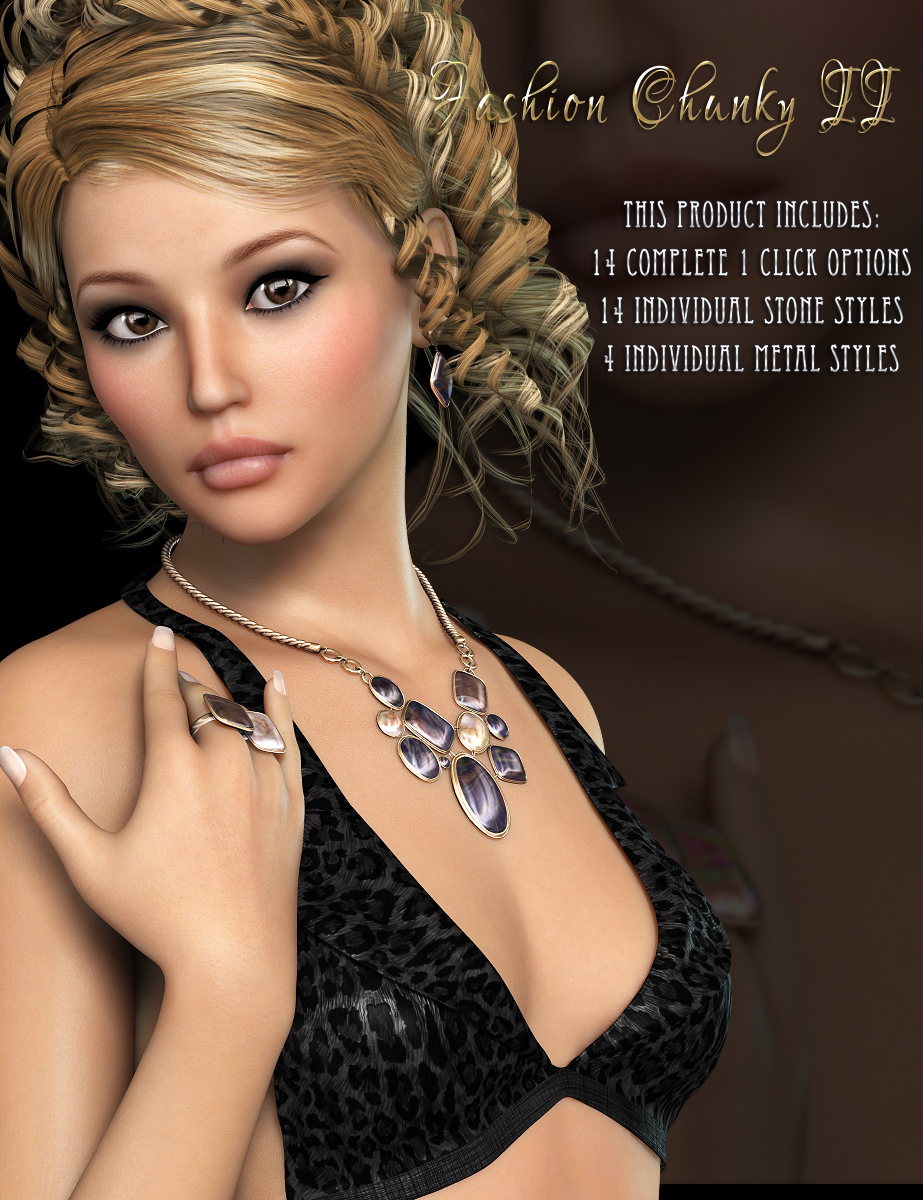 Fashion Chunky II
THIS PRODUCT INCLUDES:
14 COMPLETE 1 CLICK OPTIONS
14 INDIVIDUAL STONE STYLES
4 INDIVIDUAL METAL STYLES